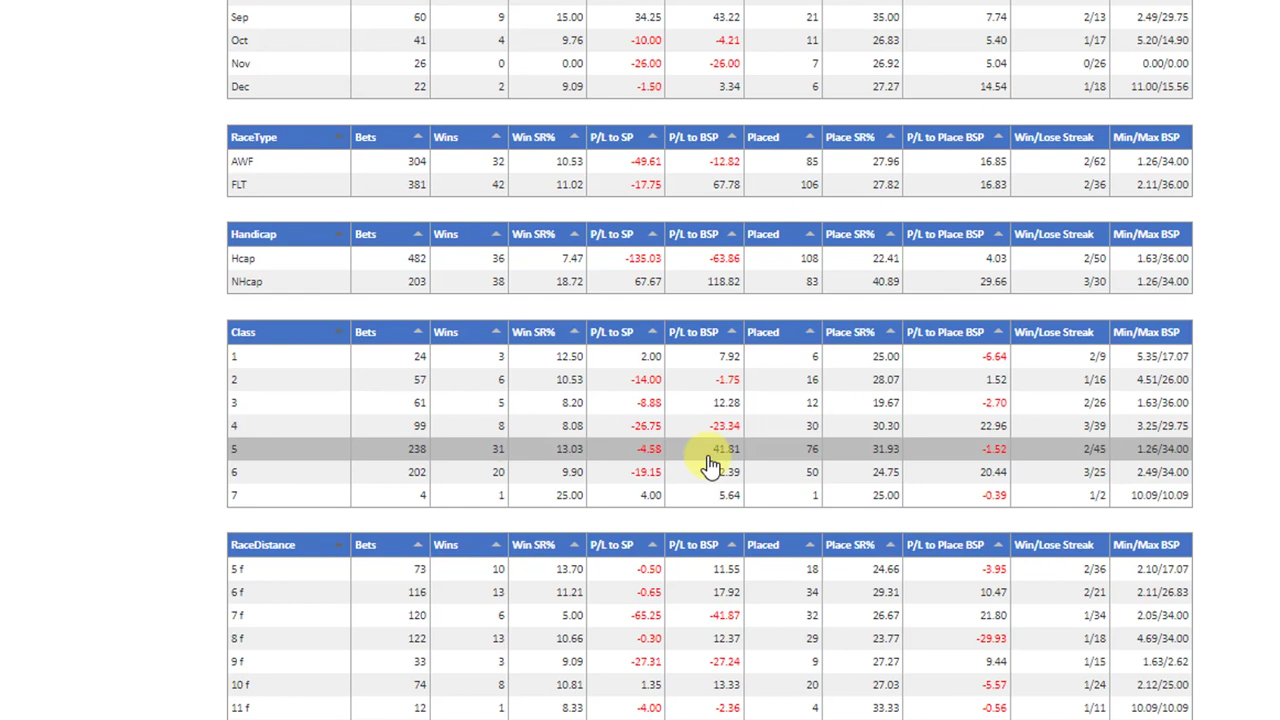 Sep 60 9 15.00 34.25 43.22 21 35.00 7.74 2/13 2.49/29.75
Oct 41 4 9.76 -10.00 -4.21 11 26.83 5.40 1/17 5.20/14.90
Nov 26 0 0.00 -26.00 -26.00 7 26.92 5.04 0/26 0.00/0.00
Dec 22 2 9.09 -1.50 3.34 6 27.27 14.54 1/18 11.00/15.56
RaceType Bets Wins Win SR% P/L to SP P/L to BSP Placed Place SR% P/L to Place BSP Win/Lose Streak Min/Max BSP
AWF 304 32 10.53 -49.61 -12.82 85 27.96 16.85 2/62 1.26/34.00
FLT 381 42 11.02 -17.75 67.78 106 27.82 16.83 2/36 2.11/36.00
Handicap Bets Wins Win SR% P/L to SP P/L to BSP Placed Place SR% P/L to Place BSP Win/Lose Streak Min/Max BSP
Hcap 482 36 7.47 -135.03 -63.86 108 22.41 4.03 2/50 1.63/36.00
NHcap 203 38 18.72 67.67 118.82 83 40.89 29.66 3/30 1.26/34.00
Class Bets Wins Win SR% P/L to SP P/L to BSP Placed Place SR% P/L to Place BSP Win/Lose Streak Min/Max BSP
1 24 3 12.50 2.00 7.92 6 25.00 -6.64 2/9 5.35/17.07
2 57 6 10.53 -14.00 -1.75 16 28.07 1.52 1/16 4.51/26.00
3 61 5 8.20 -8.88 12.28 12 19.67 -2.70 2/26 1.63/36.00
4 99 8 8.08 -26.75 -23.34 30 30.30 22.96 3/39 3.25/29.75
5 238 31 13.03 -4.58 41.81 76 31.93 -1.52 2/45 1.26/34.00
6 202 20 9.90 -19.15 50 24.75 20.44 3/25 2.49/34.00
7 4 1 25.00 4.00 5.64 1 25.00 -0.39 1/2 10.09/10.09
RaceDistance Bets Wins Win SR% P/L to SP P/L to BSP Placed Place SR% P/L to Place BSP Win/Lose Streak Min/Max BSP
5 f 73 10 13.70 -0.50 11.55 18 24.66 -3.95 2/36 2.10/17.07
6 f 116 13 11.21 -0.65 17.92 34 29.31 10.47 2/21 2.11/26.83
7 f 120 6 5.00 -65.25 -41.87 32 26.67 21.80 1/34 2.05/34.00
8 f 122 13 10.66 -0.30 12.37 29 23.77 -29.93 1/18 4.69/34.00
9 f 33 3 9.09 -27.31 -27.24 9 27.27 9.44 1/15 1.63/2.62
10 f 74 8 10.81 1.35 13.33 20 27.03 -5.57 1/24 2.12/25.00
11 f 12 1 8.33 -4.00 -2.36 4 33.33 -0.56 1/11 10.09/10.09